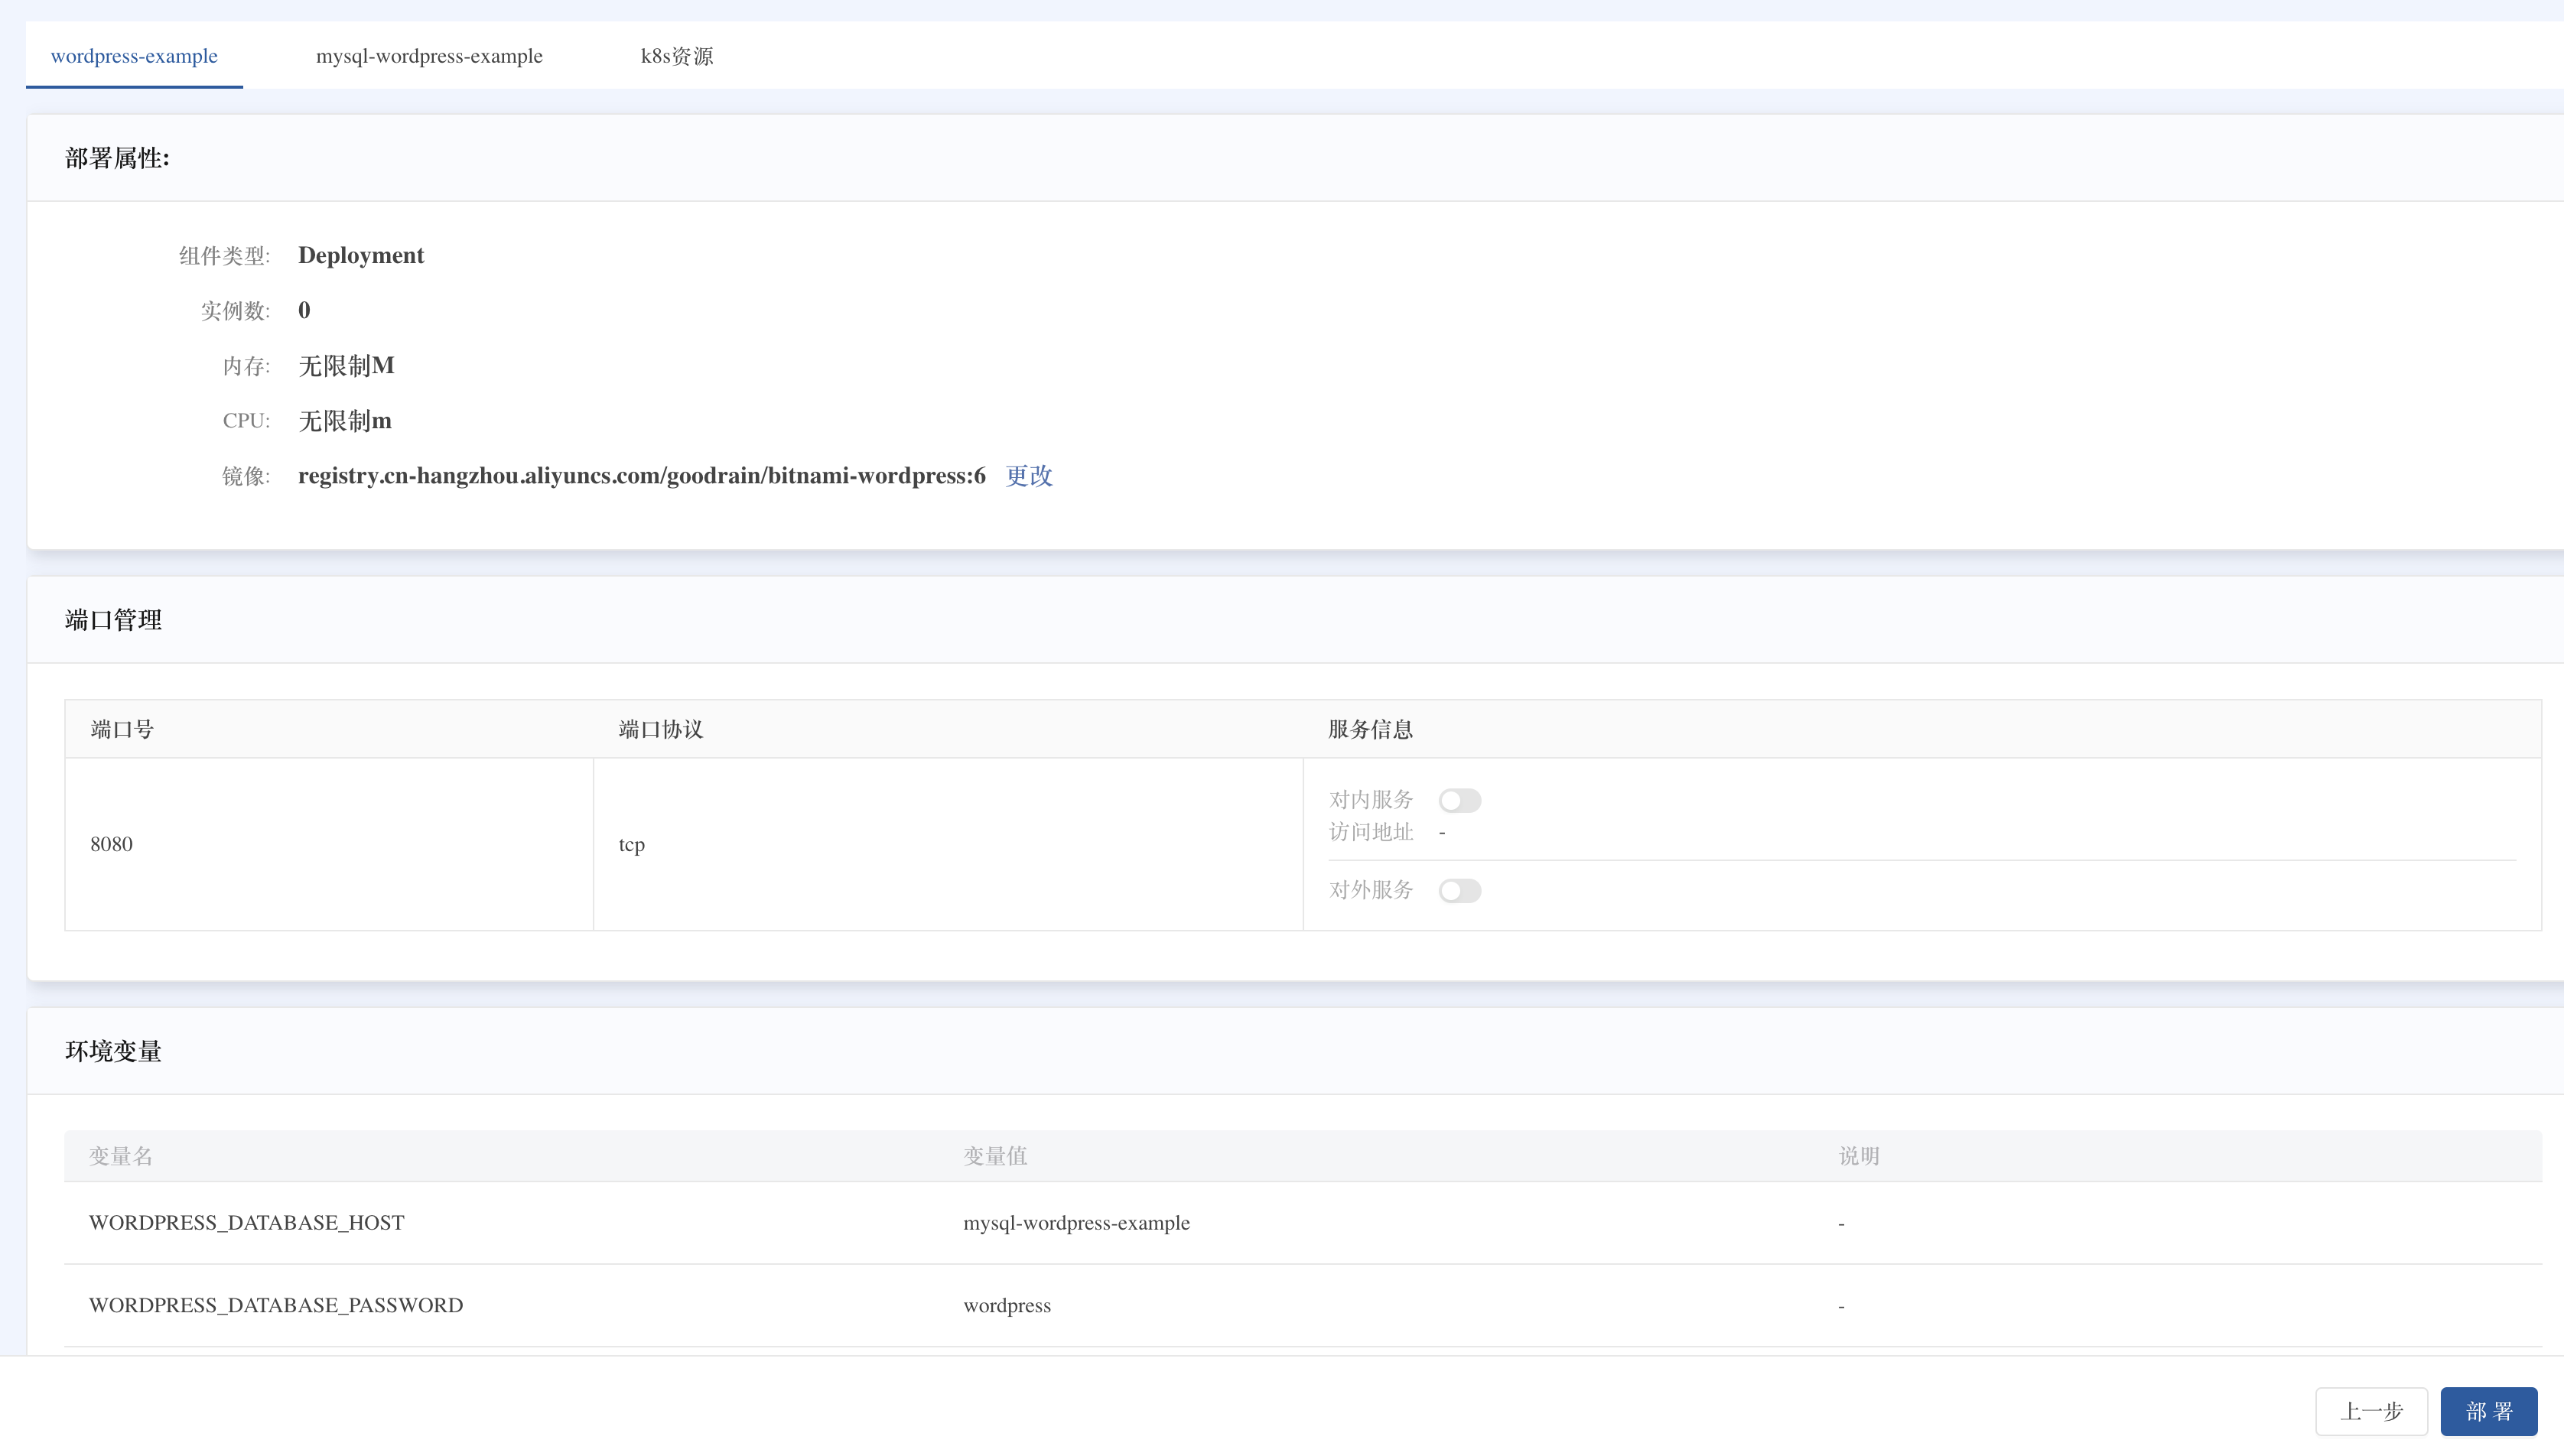 wordpress-example mysql-wordpress-example k8s资源
部署属性:
组件类型: Deployment
实例数: 0
内存: 无限制M
CPU: 无限制m
镜像: registry.cn-hangzhou.aliyuncs.com/goodrain/bitnami-wordpress:6 更改
端口管理
端口号 端口协议 服务信息
对内服务
8080 tcp 访问地址 -
对外服务
环境变量
变量名 变量值 说明
WORDPRESS_DATABASE_HOST mysql-wordpress-example -
WORDPRESS_DATABASE_PASSWORD wordpress -
上一步 部 署